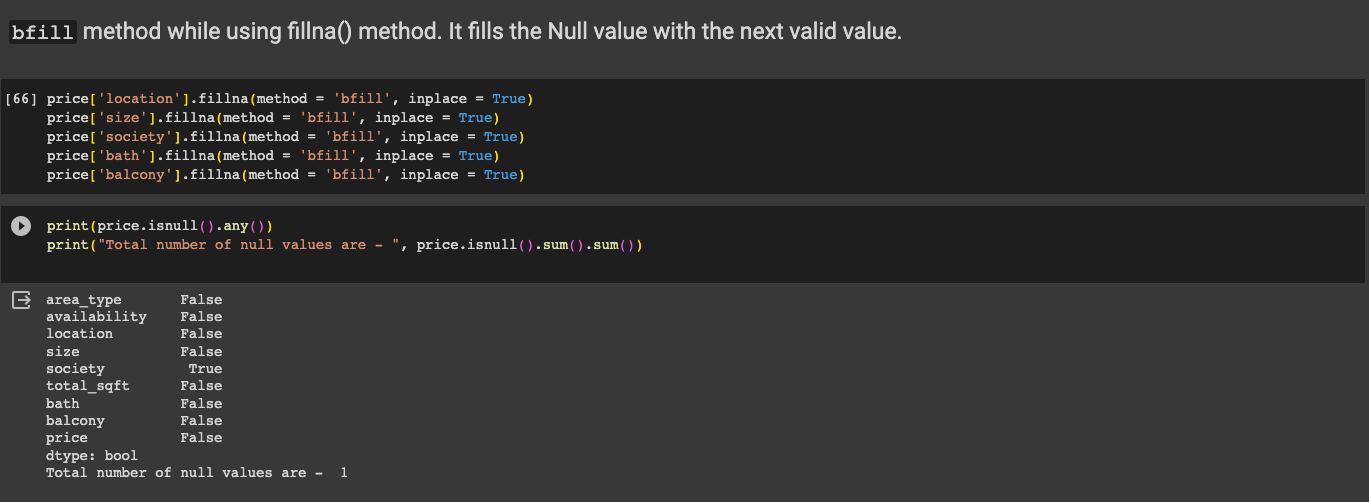 bfill method while using fillna() method. It fills the Null value with the next valid value.
[66] price['location'].fillna(method = 'bfill', inplace = True)
price['size'].fillna(method = 'bfill', inplace = True)
price['society'].fillna(method = 'bfill', inplace = True)
price['bath'].fillna(method = 'bfill', inplace = True)
price['balcony'].fillna(method = 'bfill', inplace = True)
print(price.isnull().any())
print("Total number of null values are - ", price.isnull().sum().sum())
area_type       False
availability    False
location        False
size            False
society          True
total_sqft      False
bath            False
balcony         False
price           False
dtype: bool
Total number of null values are -  1